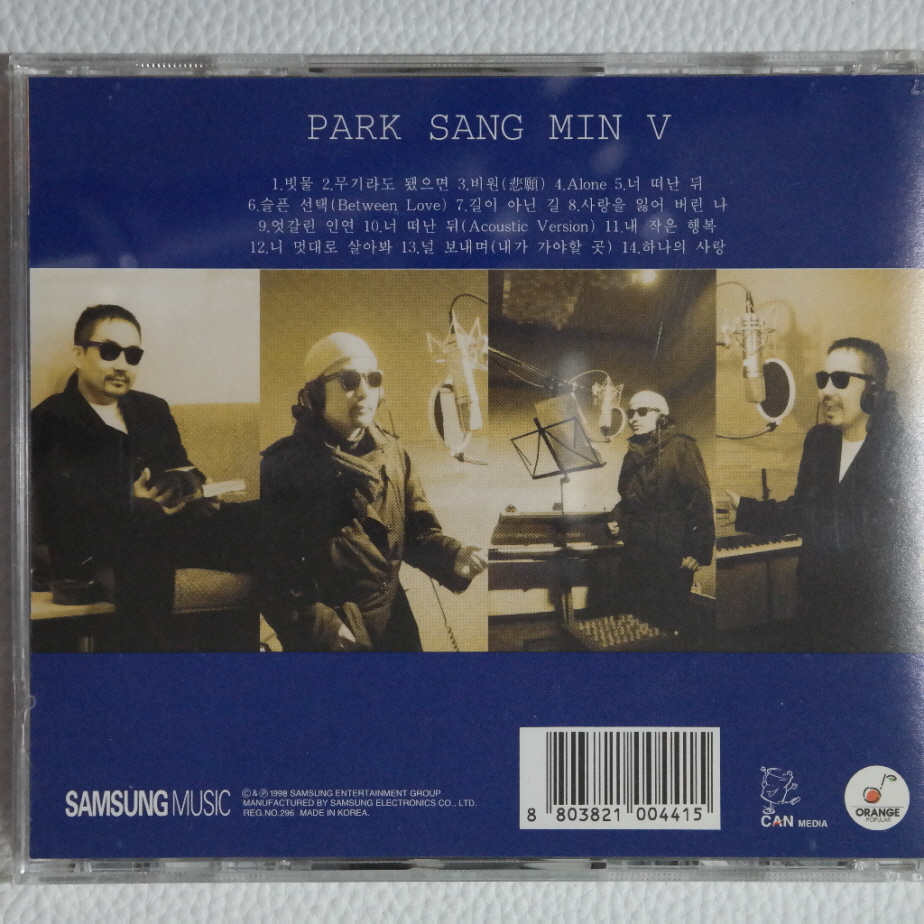 PARK SANG MIN V
1.빗물 2.무기라도 됐으면 3.비원(悲願) 4.Alone 5.너 떠난 뒤
6.슬픈 선택(Between Love) 7.길이 아닌 길 8.사랑을 잃어 버린 나
9.엇갈린 인연 10.너 떠난 뒤(Acoustic Version) 11.내 작은 행복
12.니 멋대로 살아봐 13.널 보내며(내가 가야할 곳) 14.하나의 사랑
SAMSUNG MUSIC
©&℗1998 SAMSUNG ENTERTAINMENT GROUP
MANUFACTURED BY SAMSUNG ELECTRONICS CO., LTD.
REG.NO.296 MADE IN KOREA.
8 803821 004415
CAN MEDIA
ORANGE
POPULAR